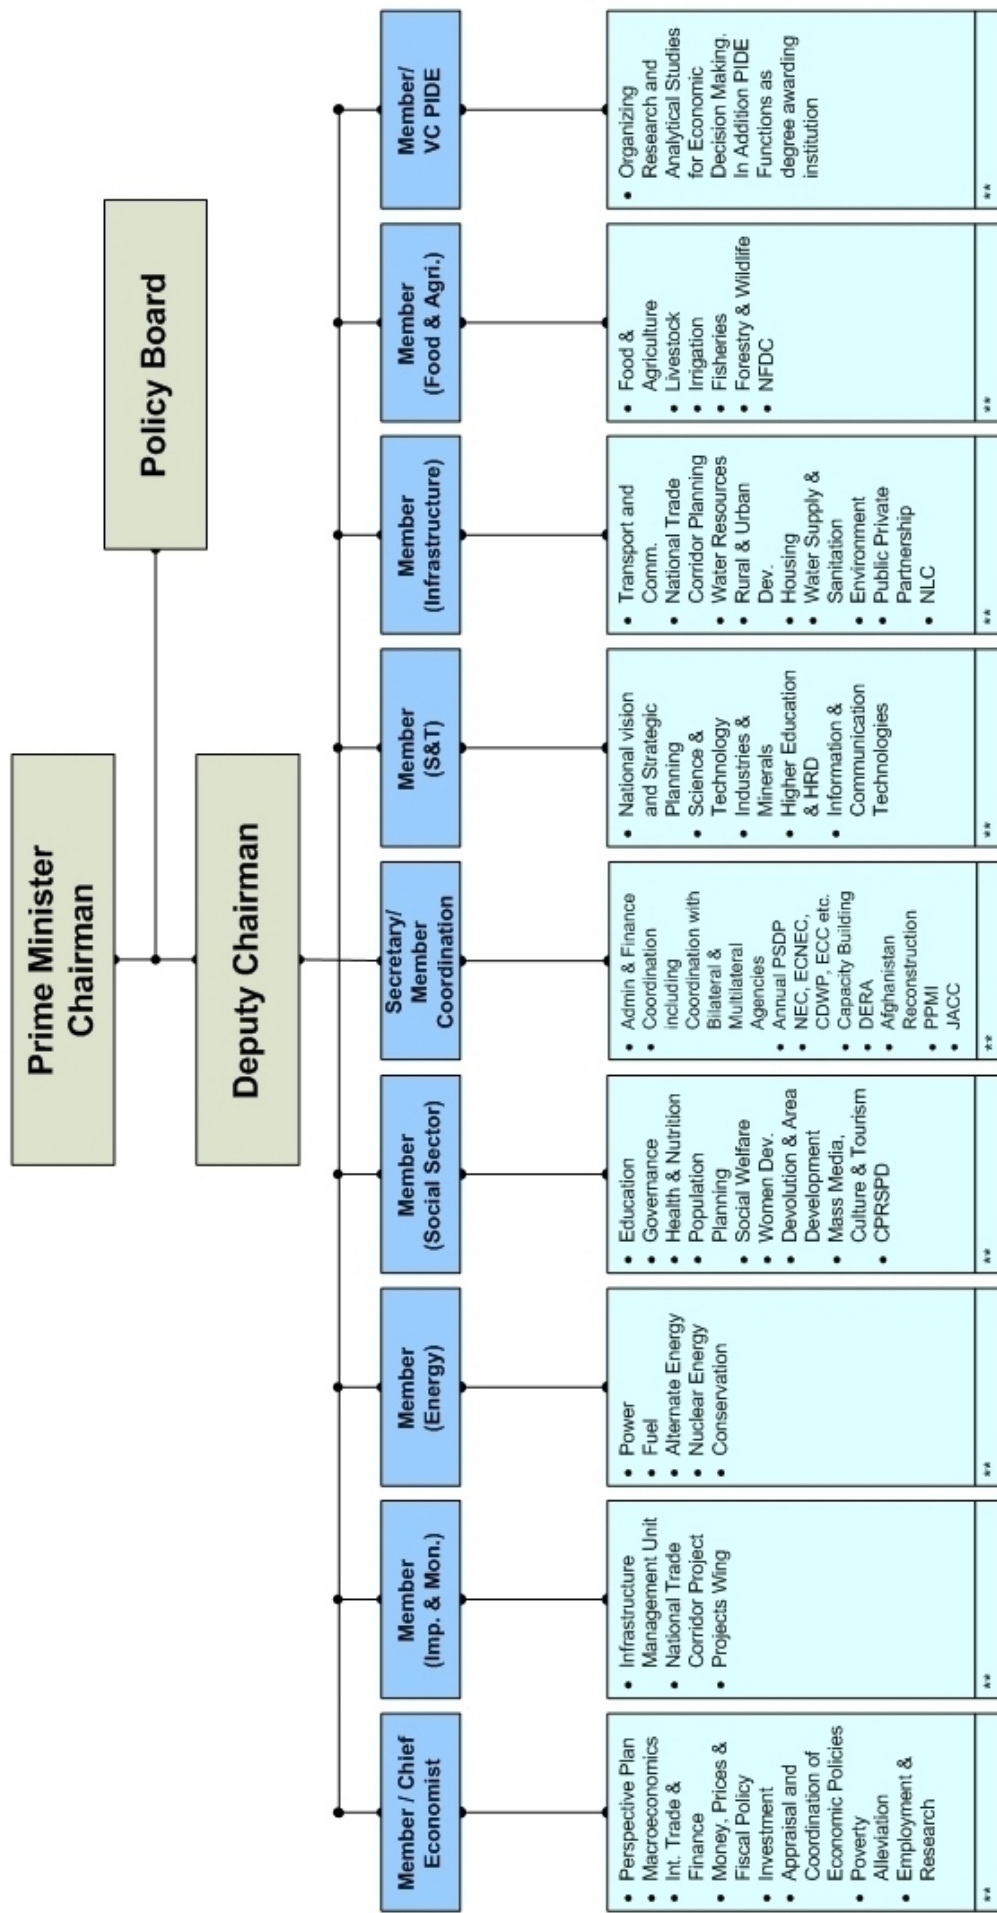 Prime Minister
Chairman
Policy Board
Deputy Chairman
Member / Chief
Economist
Member
(Imp. & Mon.)
Member
(Energy)
Member
(Social Sector)
Secretary/
Member
Coordination
Member
(S&T)
Member
(Infrastructure)
Member
(Food & Agri.)
Member/
VC PIDE
• Perspective Plan
• Macroeconomics
• Int. Trade &
Finance
• Money, Prices &
Fiscal Policy
• Investment
• Appraisal and
Coordination of
Economic Policies
• Poverty
Alleviation
• Employment &
Research
**
• Infrastructure
Management Unit
• National Trade
Corridor Project
• Projects Wing
**
• Power
• Fuel
• Alternate Energy
• Nuclear Energy
• Conservation
**
• Education
• Governance
• Health & Nutrition
• Population
Planning
• Social Welfare
• Women Dev.
• Devolution & Area
Development
• Mass Media,
Culture & Tourism
• CPRSPD
**
• Admin & Finance
• Coordination
including
Coordination with
Bilateral &
Multilateral
Agencies
• Annual PSDP
• NEC, ECNEC,
CDWP, ECC etc.
• Capacity Building
• DERA
• Afghanistan
Reconstruction
• PPMI
• JACC
**
• National vision
and Strategic
Planning
• Science &
Technology
• Industries &
Minerals
• Higher Education
& HRD
• Information &
Communication
Technologies
**
• Transport and
Comm.
• National Trade
Corridor Planning
• Water Resources
• Rural & Urban
Dev.
• Housing
• Water Supply &
Sanitation
• Environment
• Public Private
Partnership
• NLC
**
• Food &
Agriculture
• Livestock
• Irrigation
• Fisheries
• Forestry & Wildlife
• NFDC
**
• Organizing
Research and
Analytical Studies
for Economic
Decision Making.
In Addition PIDE
Functions as
degree awarding
institution
**